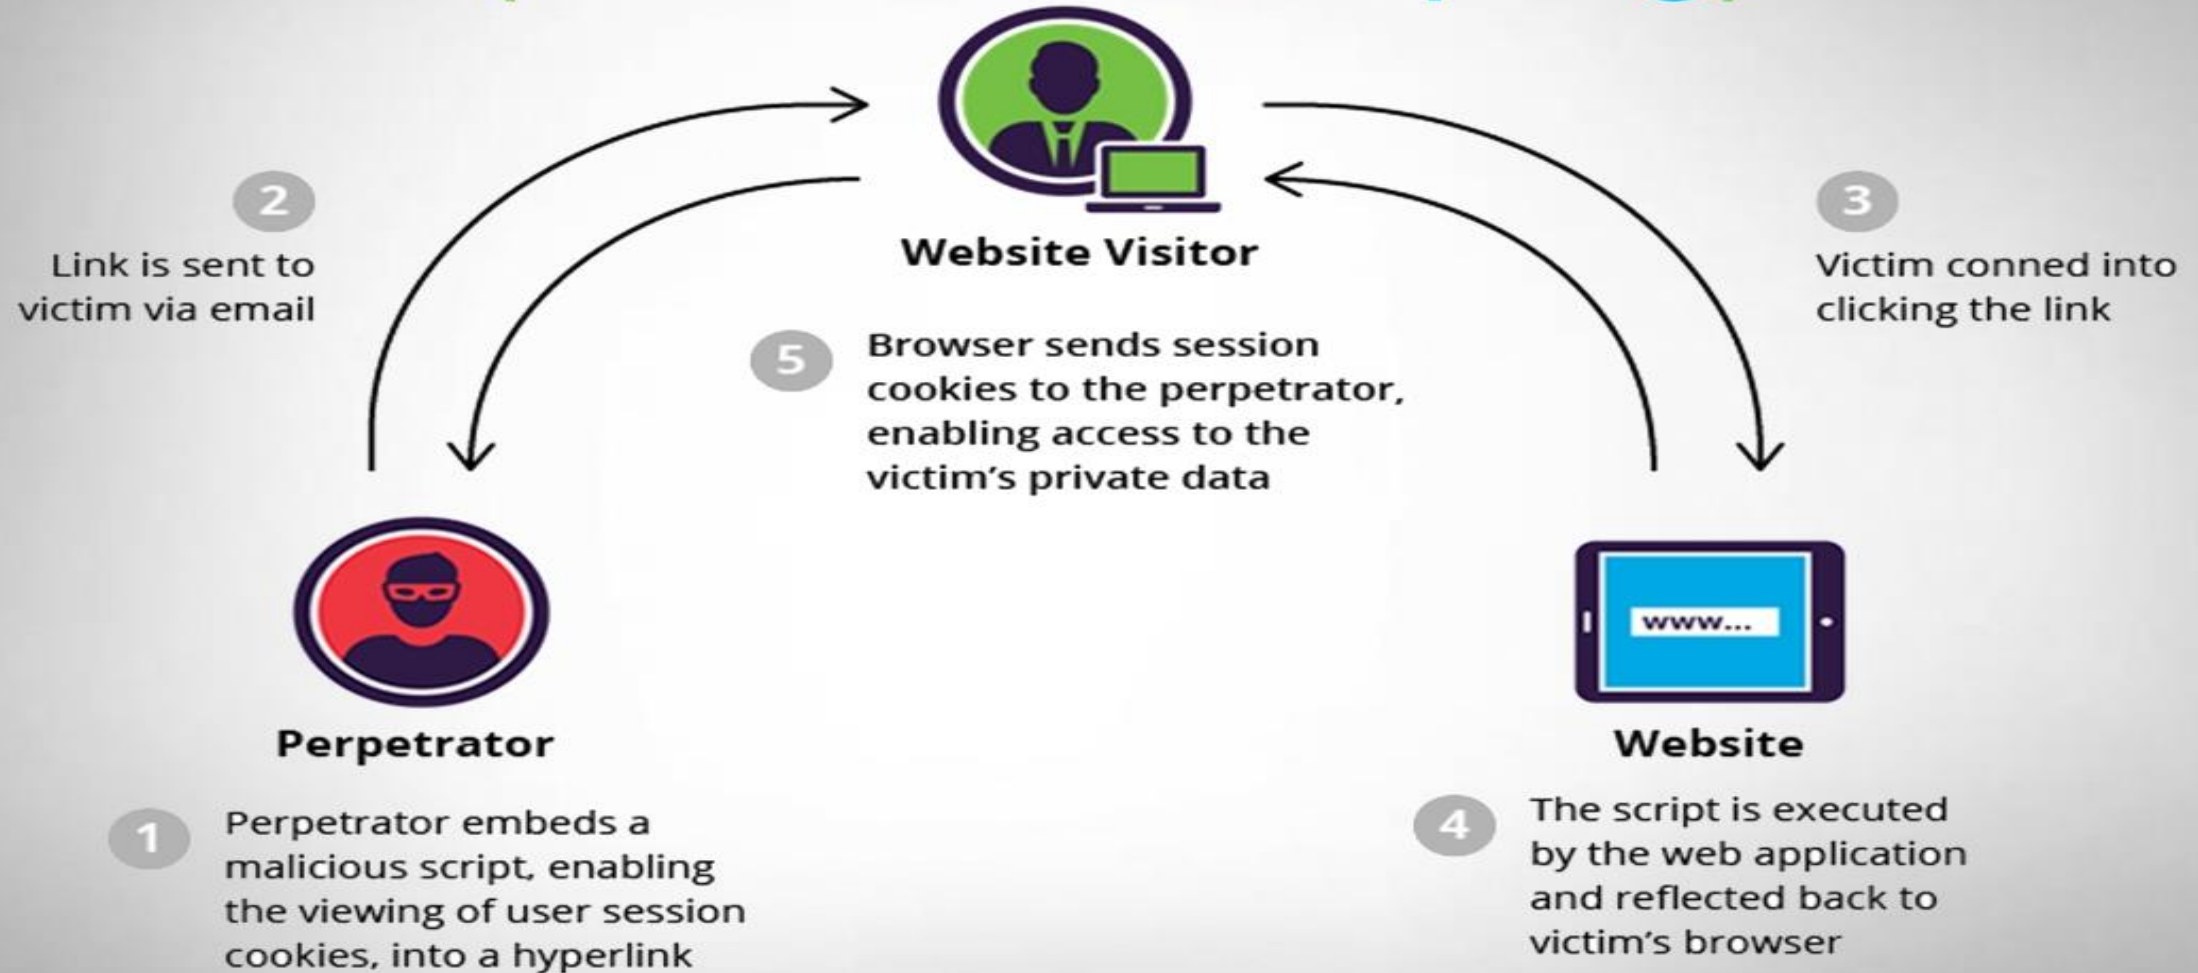 Website Visitor
2
Link is sent to
victim via email
3
Victim conned into
clicking the link
5
Browser sends session
cookies to the perpetrator,
enabling access to the
victim’s private data
www...
Perpetrator
Website
1
Perpetrator embeds a
malicious script, enabling
the viewing of user session
cookies, into a hyperlink
4
The script is executed
by the web application
and reflected back to
victim’s browser